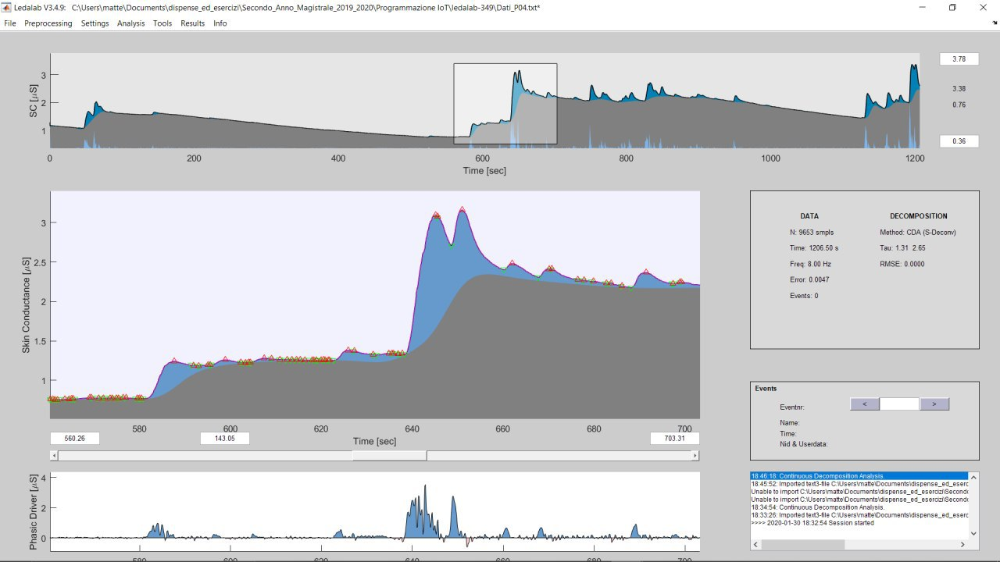 Ledalab V3.4.9: C:\Users\matte\Documents\dispense_ed_esercizi\Secondo_Anno_Magistrale_2019_2020\Programmazione IoT\ledalab-349\Dati_P04.txt*
File Preprocessing Settings Analysis Tools Results Info
SC [μS]
3
2
1
0 200 400 600 800 1000 1200
Time [sec]
3.78
3.38
0.76
0.36
Skin Conductance [μS]
3
2.5
2
1.5
1
580 600 620 640 660 680 700
560.26 143.05 703.31
Time [sec]
DATA DECOMPOSITION
N: 9653 smpls Method: CDA (S-Deconv)
Time: 1206.50 s Tau: 1.31 2.65
Freq: 8.00 Hz RMSE: 0.0000
Error: 0.0047
Events: 0
Events
Eventnr: < >
Name:
Time:
Nid & Userdata:
Phasic Driver [μS]
4
2
0
580 600 620 640 660 680 700
18:46:18: Continuous Decomposition Analysis.
18:45:52: Imported text3-file C:\Users\matte\Documents\dispense_ed_eserc
Unable to import C:\Users\matte\Documents\dispense_ed_esercizi\Secondo
Unable to import C:\Users\matte\Documents\dispense_ed_esercizi\Secondo
18:34:54: Continuous Decomposition Analysis.
18:33:26: Imported text3-file C:\Users\matte\Documents\dispense_ed_eserc
>>>> 2020-01-30 18:32:54 Session started